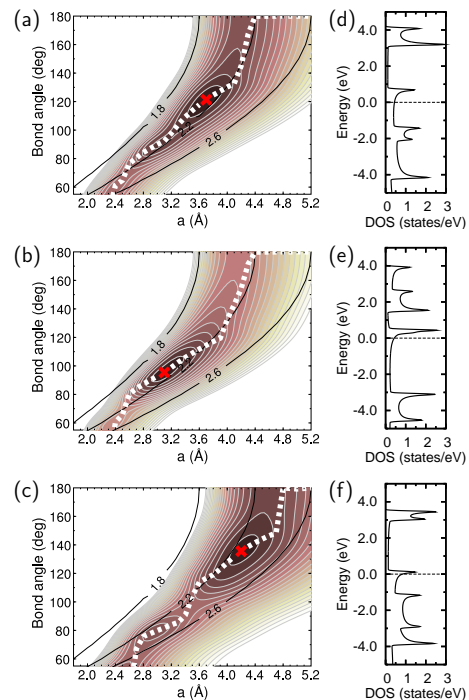 (a)
180
160
140
120
100
80
60
Bond angle (deg)
1.8
2.6
2.0 2.4 2.8 3.2 3.6 4.0 4.4 4.8 5.2
a (Å)
(d)
4.0
2.0
0.0
-2.0
-4.0
Energy (eV)
0 1 2 3
DOS (states/eV)
(b)
180
160
140
120
100
80
60
Bond angle (deg)
1.8
2.6
2.0 2.4 2.8 3.2 3.6 4.0 4.4 4.8 5.2
a (Å)
(e)
4.0
2.0
0.0
-2.0
-4.0
Energy (eV)
0 1 2 3
DOS (states/eV)
(c)
180
160
140
120
100
80
60
Bond angle (deg)
1.8
2.2
2.6
2.0 2.4 2.8 3.2 3.6 4.0 4.4 4.8 5.2
a (Å)
(f)
4.0
2.0
0.0
-2.0
-4.0
Energy (eV)
0 1 2 3
DOS (states/eV)